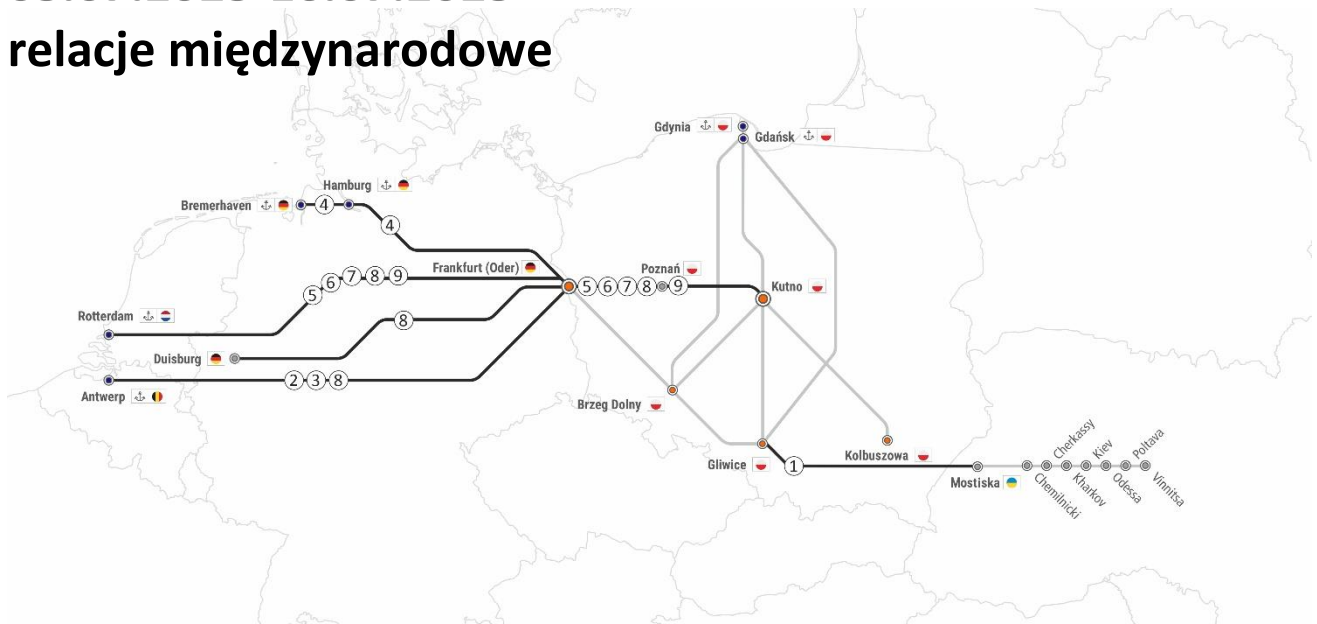 relacje międzynarodowe
Gdynia
Gdańsk
Hamburg
Bremerhaven
4
4
Frankfurt (Oder)
Poznań
5 6 7 8 9
5 6 7 8 9
Kutno
Rotterdam
Duisburg
8
Antwerp
2 3 8
Brzeg Dolny
Gliwice
1
Kolbuszowa
Mostiska
Chemilnicki
Cherkassy
Kharkov
Kiev
Odessa
Poltava
Vinnitsa